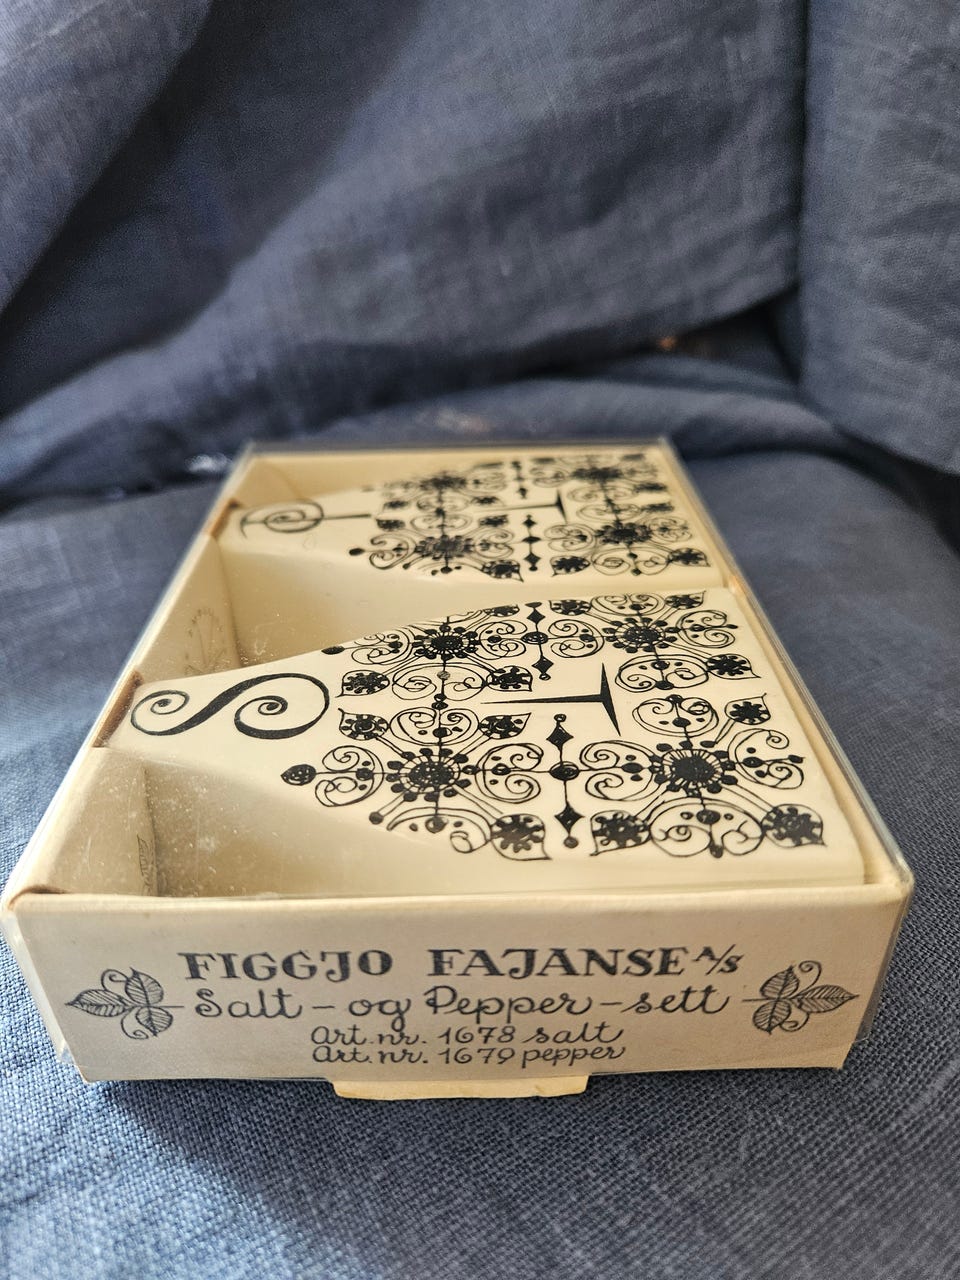 P
S
FIGGJO FAJANSE A/S
Salt - og Pepper - sett
Art. nr. 1678 salt
Art. nr. 1679 pepper